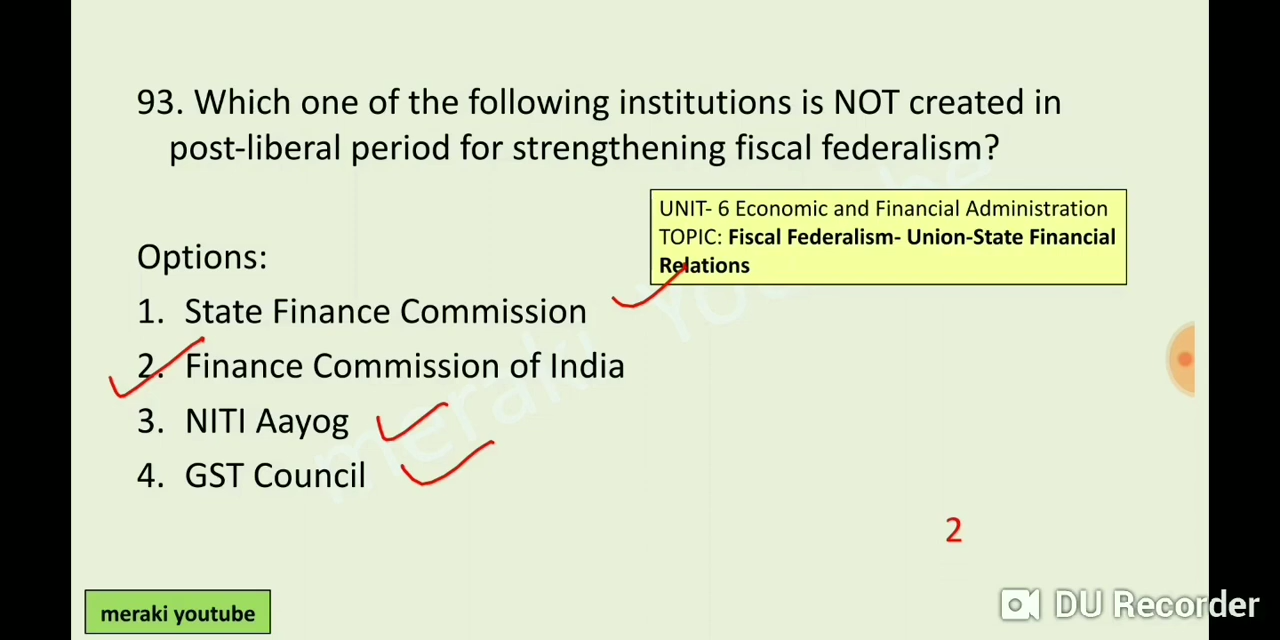 93. Which one of the following institutions is NOT created in
post-liberal period for strengthening fiscal federalism?
UNIT- 6 Economic and Financial Administration
TOPIC: Fiscal Federalism- Union-State Financial
Relations
Options:
1. State Finance Commission
2. Finance Commission of India
3. NITI Aayog
4. GST Council
meraki Youtube
2
meraki youtube
DU Recorder